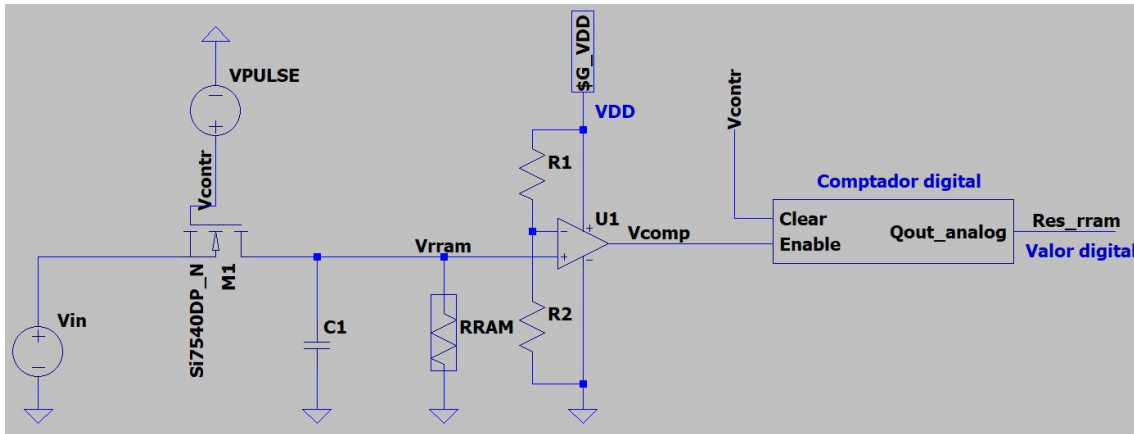 VPULSE
$G_VDD
VDD
Vcontr
R1
Vcontr
Comptador digital
U1
Vcomp
Clear
Enable
Qout_analog
Res_rram
Valor digital
Vrram
Si7540DP_N
M1
Vin
C1
RRAM
R2